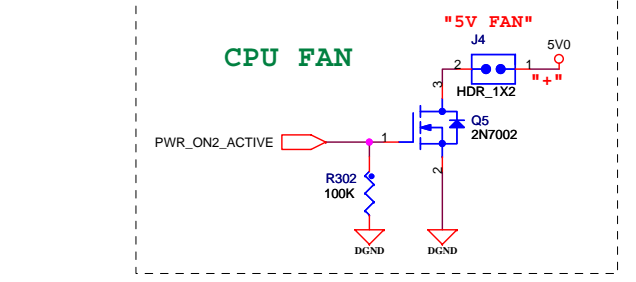 "5V FAN"
J4
5V0
CPU FAN
2
1
"+"
HDR_1X2
3
Q5
2N7002
PWR_ON2_ACTIVE
1
2
R302
100K
DGND
DGND